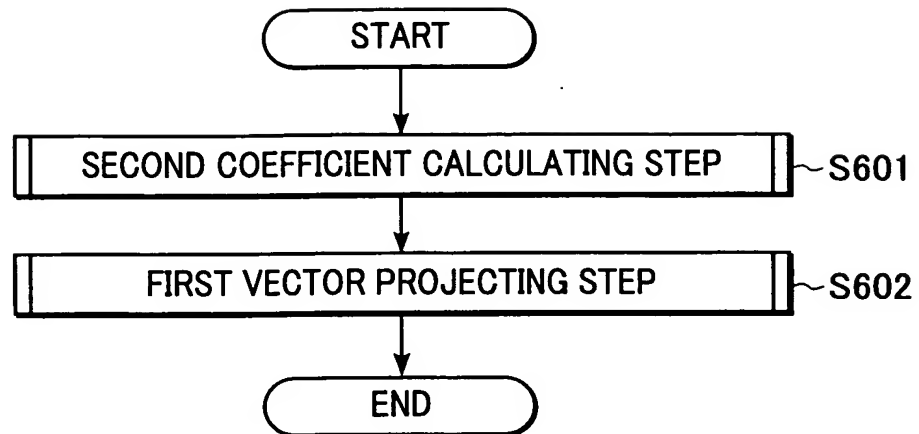 START
SECOND COEFFICIENT CALCULATING STEP
S601
FIRST VECTOR PROJECTING STEP
S602
END